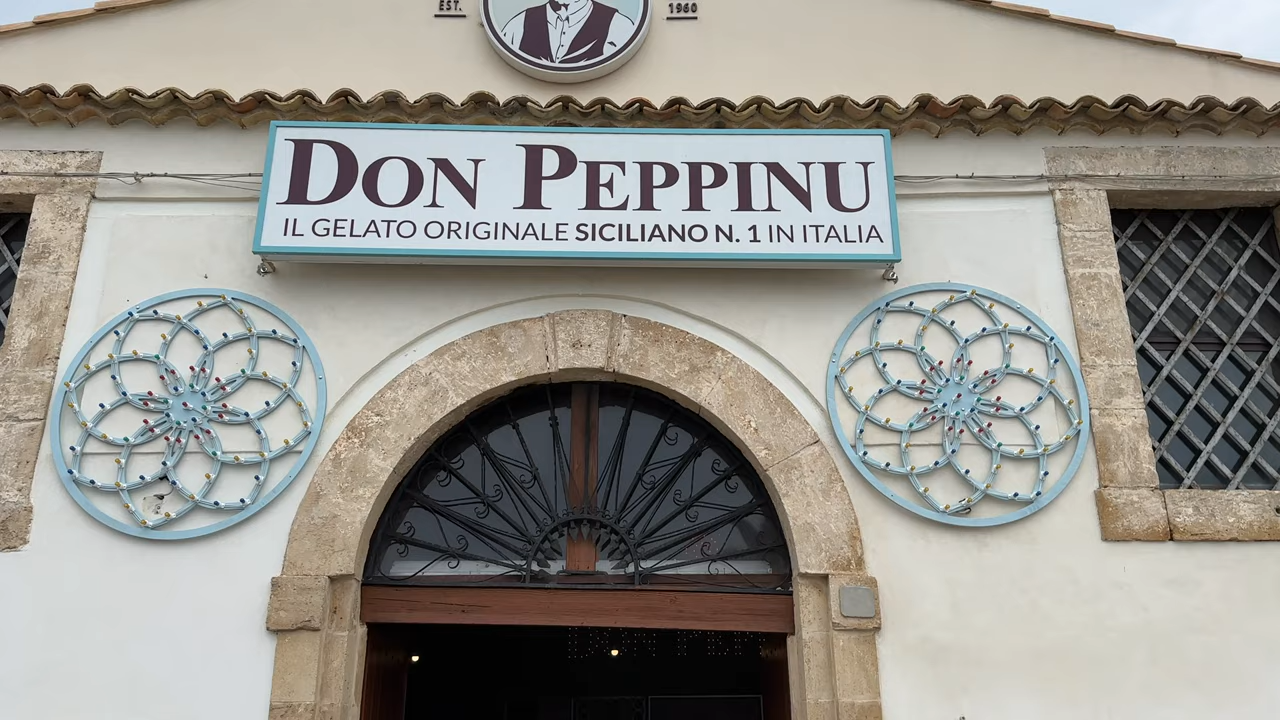 EST. 1960
DON PEPPINU
IL GELATO ORIGINALE SICILIANO N. 1 IN ITALIA